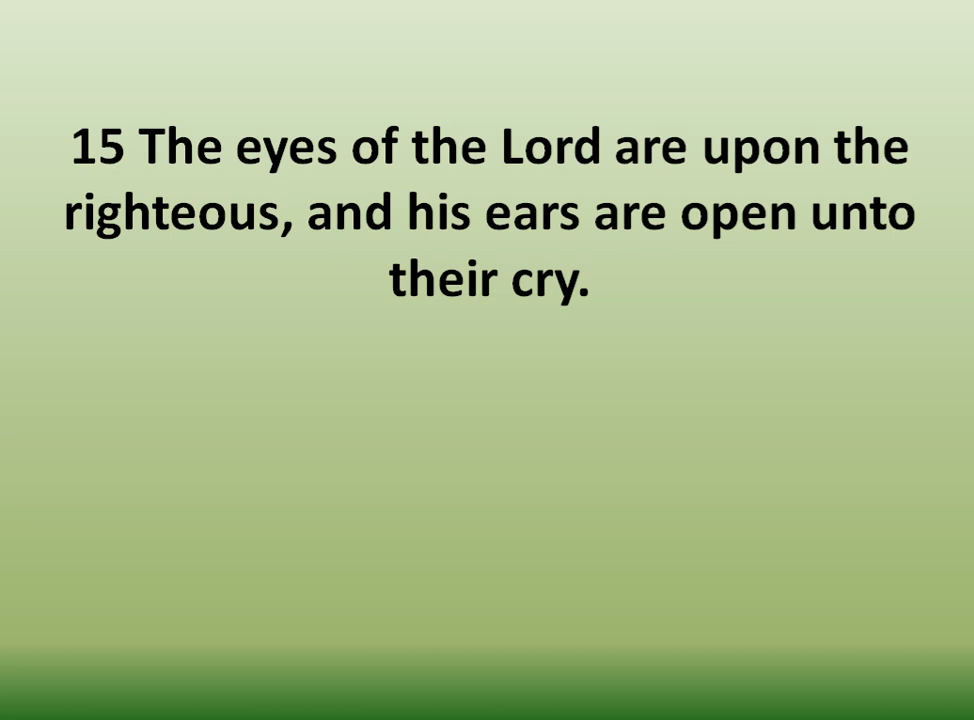 15 The eyes of the Lord are upon the
righteous, and his ears are open unto
their cry.